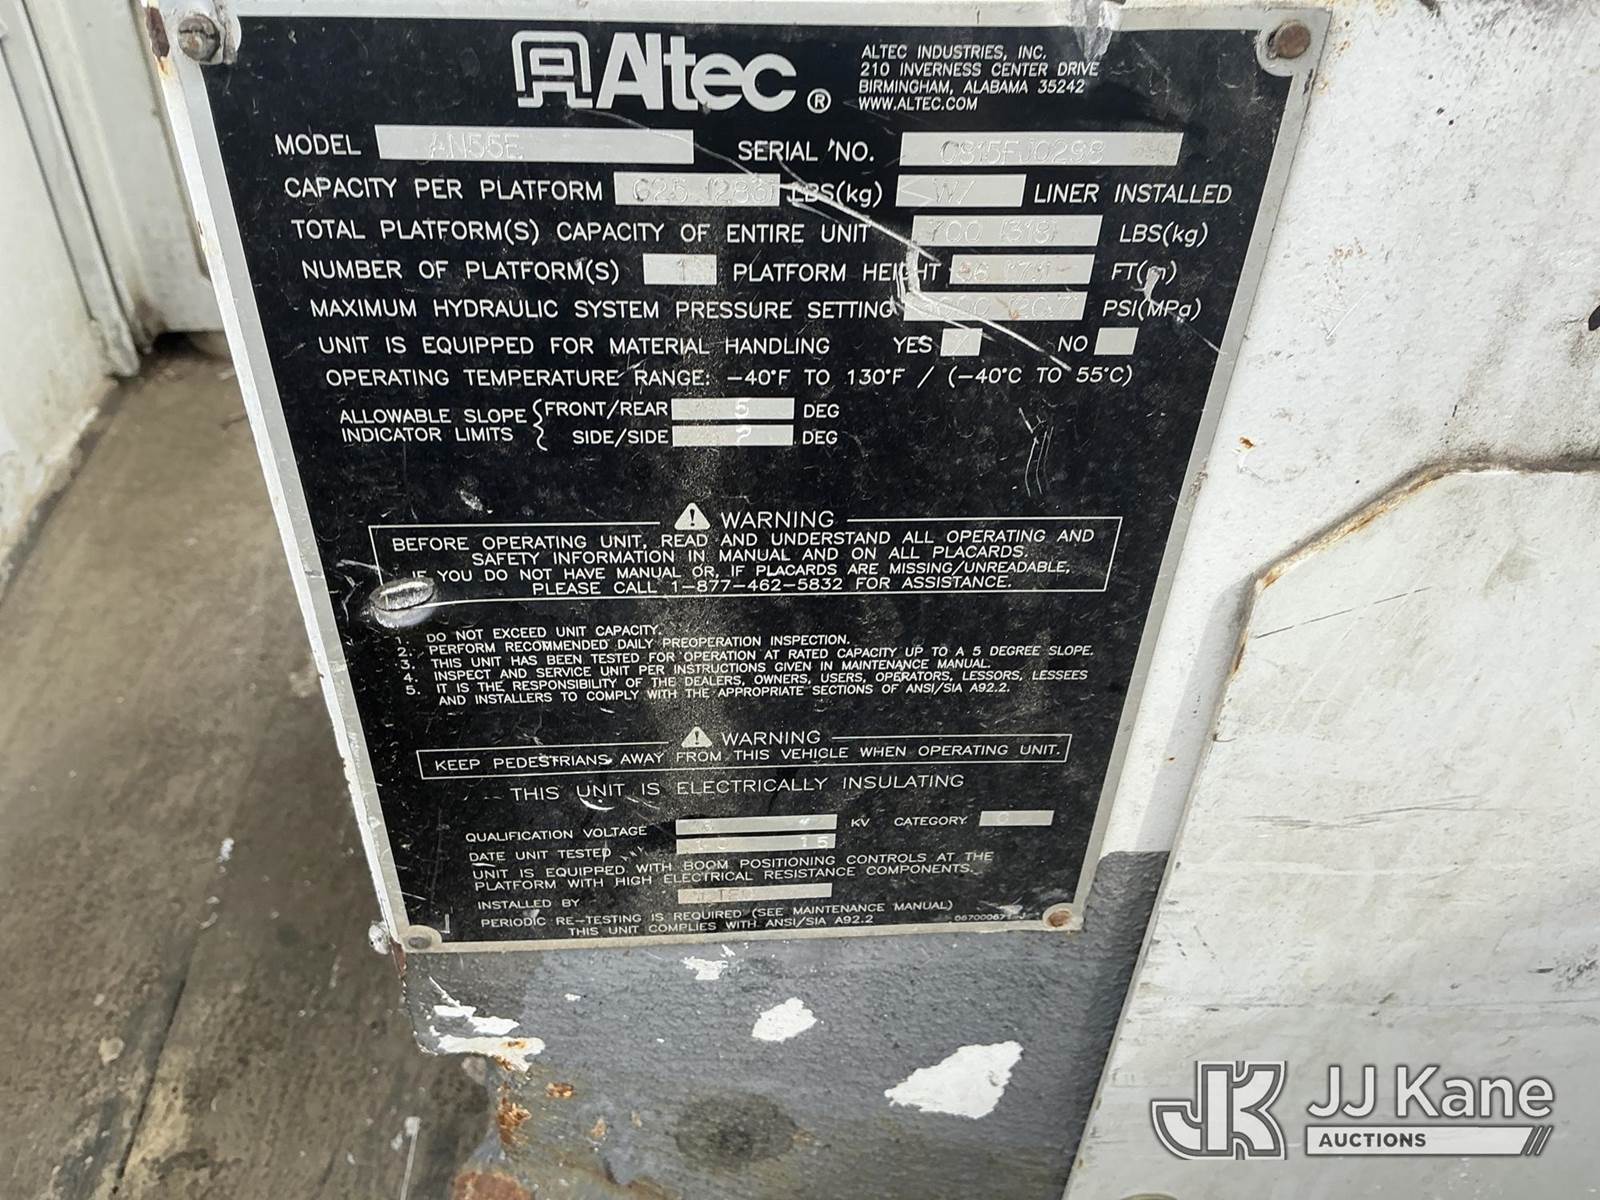 Altec®
ALTEC INDUSTRIES, INC.
210 INVERNESS CENTER DRIVE
BIRMINGHAM, ALABAMA 35242
WWW.ALTEC.COM
MODEL AN55E SERIAL NO. 0815FJ0298
CAPACITY PER PLATFORM LBS(kg) W/ LINER INSTALLED
TOTAL PLATFORM(S) CAPACITY OF ENTIRE UNIT 700 (318) LBS(kg)
NUMBER OF PLATFORM(S) 1 PLATFORM HEIGHT FT(m)
MAXIMUM HYDRAULIC SYSTEM PRESSURE SETTING PSI(MPa)
UNIT IS EQUIPPED FOR MATERIAL HANDLING YES NO
OPERATING TEMPERATURE RANGE: -40°F TO 130°F / (-40°C TO 55°C)
ALLOWABLE SLOPE INDICATOR LIMITS { FRONT/REAR 5 DEG
SIDE/SIDE DEG
⚠ WARNING
BEFORE OPERATING UNIT, READ AND UNDERSTAND ALL OPERATING AND
SAFETY INFORMATION IN MANUAL AND ON ALL PLACARDS.
IF YOU DO NOT HAVE MANUAL OR, IF PLACARDS ARE MISSING/UNREADABLE,
PLEASE CALL 1-877-462-5832 FOR ASSISTANCE.
1. DO NOT EXCEED UNIT CAPACITY.
2. PERFORM RECOMMENDED DAILY PREOPERATION INSPECTION.
3. THIS UNIT HAS BEEN TESTED FOR OPERATION AT RATED CAPACITY UP TO A 5 DEGREE SLOPE.
4. INSPECT AND SERVICE UNIT PER INSTRUCTIONS GIVEN IN MAINTENANCE MANUAL.
5. IT IS THE RESPONSIBILITY OF THE DEALERS, OWNERS, USERS, OPERATORS, LESSORS, LESSEES
AND INSTALLERS TO COMPLY WITH THE APPROPRIATE SECTIONS OF ANSI/SIA A92.2.
⚠ WARNING
KEEP PEDESTRIANS AWAY FROM THIS VEHICLE WHEN OPERATING UNIT.
THIS UNIT IS ELECTRICALLY INSULATING
QUALIFICATION VOLTAGE KV CATEGORY C
DATE UNIT TESTED 15
UNIT IS EQUIPPED WITH BOOM POSITIONING CONTROLS AT THE
PLATFORM WITH HIGH ELECTRICAL RESISTANCE COMPONENTS.
INSTALLED BY
PERIODIC RE-TESTING IS REQUIRED (SEE MAINTENANCE MANUAL)
THIS UNIT COMPLIES WITH ANSI/SIA A92.2
JK JJ Kane
AUCTIONS